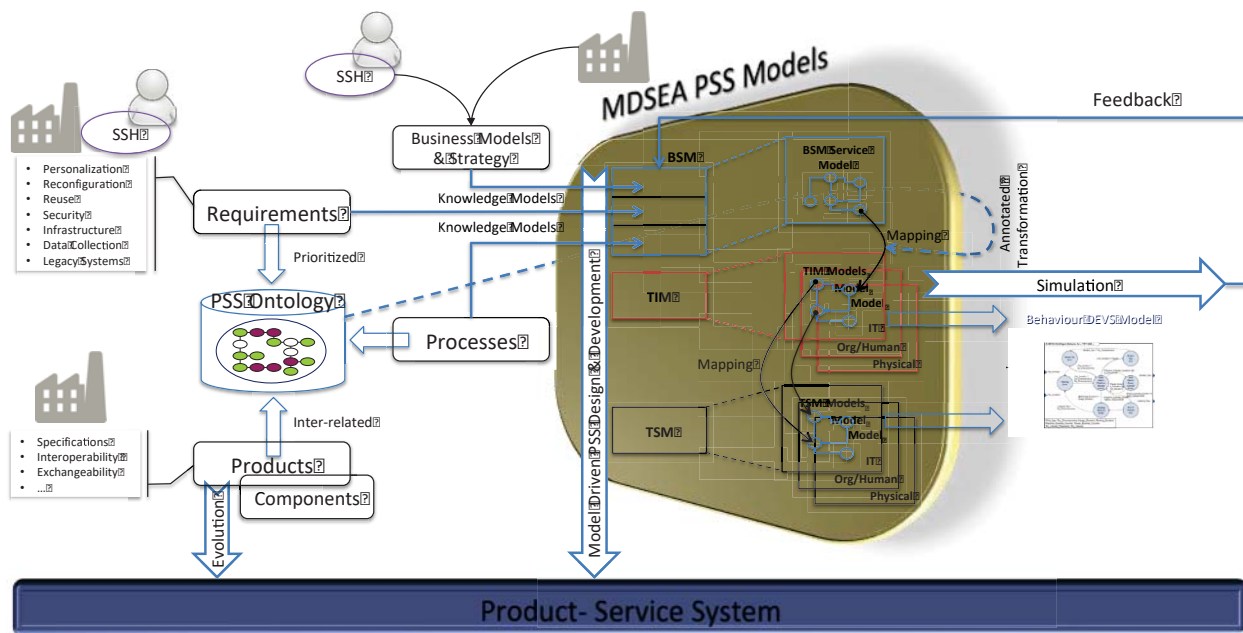 SSH
MDSEA PSS Models
Feedback
SSH
Business Models
& Strategy
BSM
BSM Service
Model
• Personalization
• Reconfiguration
• Reuse
• Security
• Infrastructure
• Data Collection
• Legacy Systems
Requirements
Knowledge Models
Knowledge Models
Mapping
Annotated
Transformation
Prioritized
PSS Ontology
Processes
TIM
TIM Models
Model
Model
IT
Org/Human
Physical
Simulation
Behaviour DEVS Model
Mapping
Inter-related
• Specifications
• Interoperability
• Exchangeability
• ...
Products
Components
TSM
TSM Models
Model
Model
IT
Org/Human
Physical
Evolution
Model Driven PSS Design & Development
Product- Service System